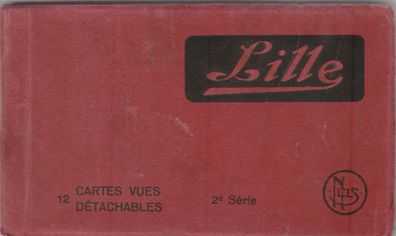 Lille
12 CARTES VUES
DÉTACHABLES
2e Série